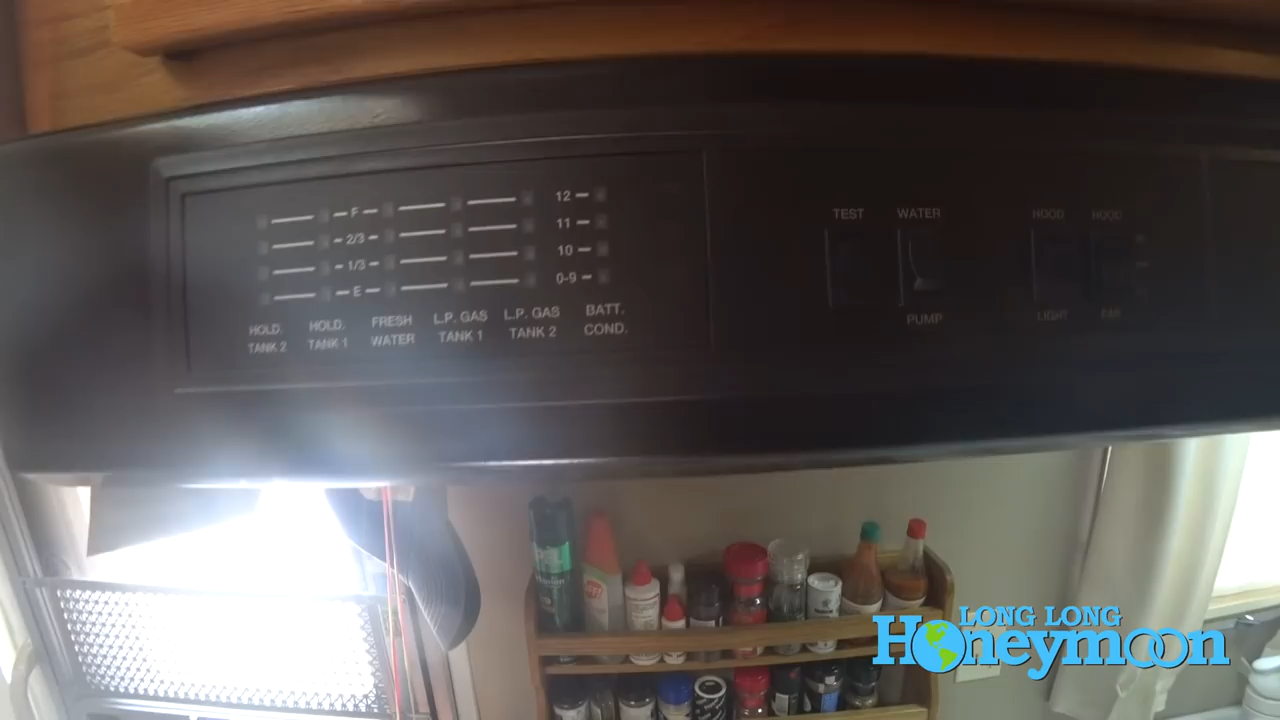 F
2/3
1/3
E
12
11
10
0-9
HOLD.
TANK 2
HOLD.
TANK 1
FRESH
WATER
L.P. GAS
TANK 1
L.P. GAS
TANK 2
BATT.
COND.
TEST
WATER
PUMP
HOOD
LIGHT
HOOD
FAN
LONG LONG
Honeymoon